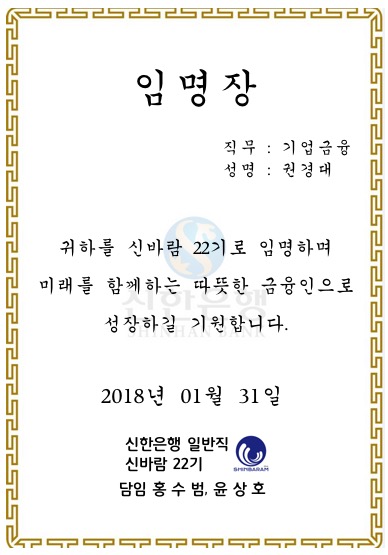 임명장
직무 : 기업금융
성명 : 권경대
귀하를 신바람 22기로 임명하며
미래를 함께하는 따뜻한 금융인으로
신한은행
성장하길 기원합니다.
SHINHAN BANK
2018년 01월 31일
신한은행 일반직
신바람 22기
SHINBARAM
담임 홍수범, 윤상호